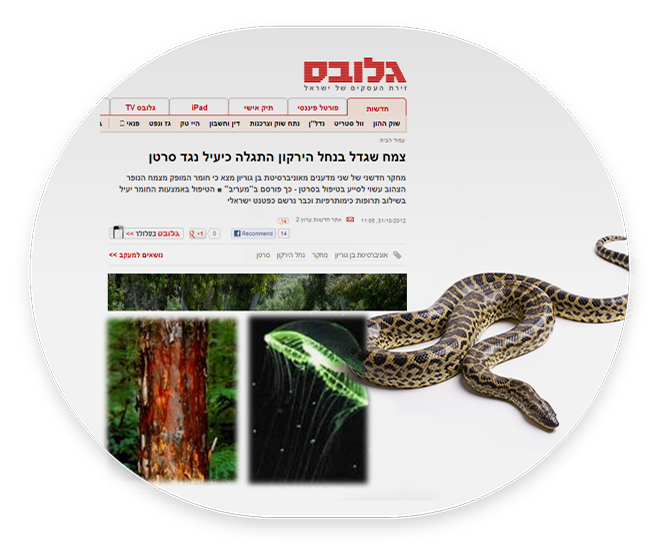 גלובס
זירת העסקים של ישראל
חדשות
פורטל פיננסי
תיק אישי
iPad
גלובס TV
שוק ההון
וול סטריט
נדל"ן
נתח שוק וצרכנות
דין וחשבון
היי טק
גז ונפט
פנאי
עמוד הבית
צמח שגדל בנחל הירקון התגלה כיעיל נגד סרטן
מחקר חדשני של שני מדענים מאוניברסיטת בן גוריון מצא כי חומר המופק מצמח הנופר
הצהוב עשוי לסייע בטיפול בסרטן - כך פורסם ב"מעריב" ■ הטיפול באמצעות החומר יעיל
בשילוב תרופות כימותרפיות וכבר נרשם כפטנט ישראלי
31/10/2012, 11:05
אתר חדשות ערוץ 2
14
Recommend 14
+1 0
גלובס בסלולר >>
אוניברסיטת בן גוריון
מחקר
נחל הירקון
סרטן
נושאים למעקב >>